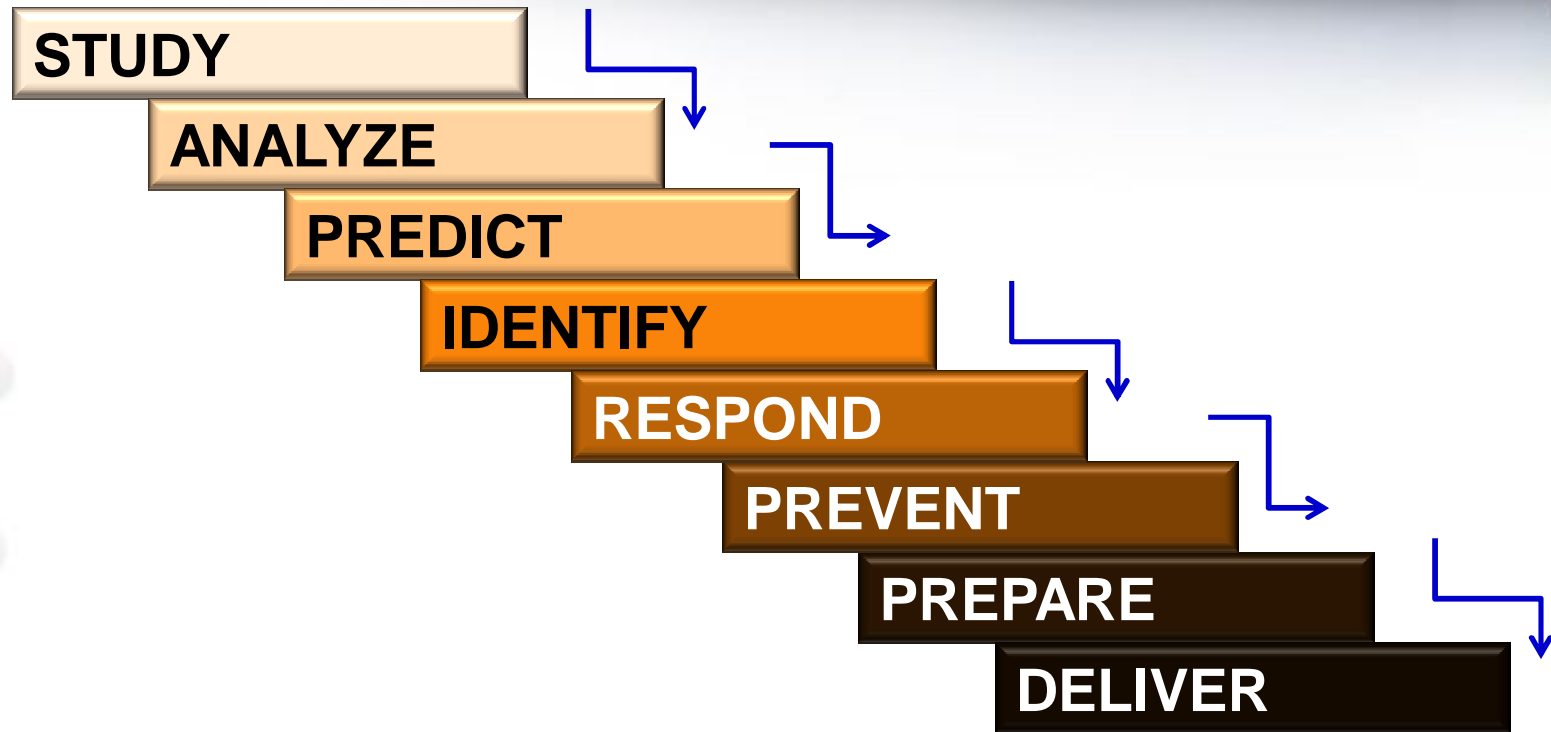 STUDY
ANALYZE
PREDICT
IDENTIFY
RESPOND
PREVENT
PREPARE
DELIVER